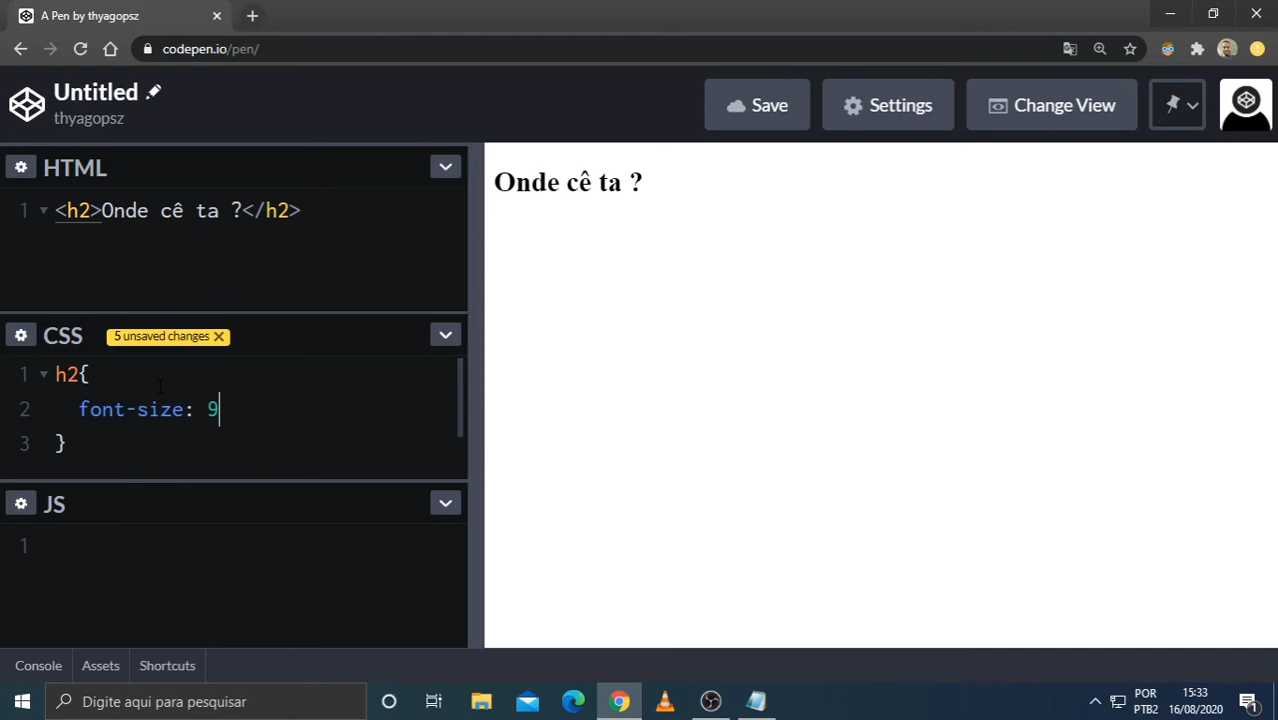 A Pen by thyagopsz
codepen.io/pen/
Untitled
thyagopsz
Save
Settings
Change View
HTML
1 <h2>Onde cê ta ?</h2>
Onde cê ta ?
CSS 5 unsaved changes
1 h2{
2 font-size: 9
3 }
JS
1
Console Assets Shortcuts
Digite aqui para pesquisar
POR
PTB2
15:33
16/08/2020
1